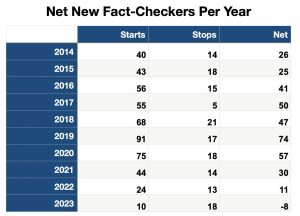 Net New Fact-Checkers Per Year
Starts Stops Net
2014 40 14 26
2015 43 18 25
2016 56 15 41
2017 55 5 50
2018 68 21 47
2019 91 17 74
2020 75 18 57
2021 44 14 30
2022 24 13 11
2023 10 18 -8